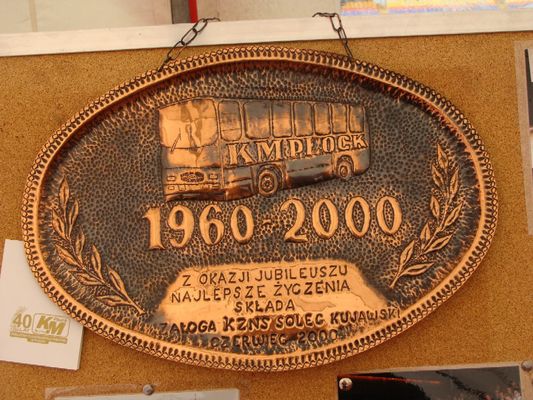 KM PŁOCK
1960-2000
Z OKAZJI JUBILEUSZU
NAJLEPSZE ŻYCZENIA
SKŁADA
ZAŁOGA KZNS SOLEC KUJAWSKI
CZERWIEC 2000
40
KM